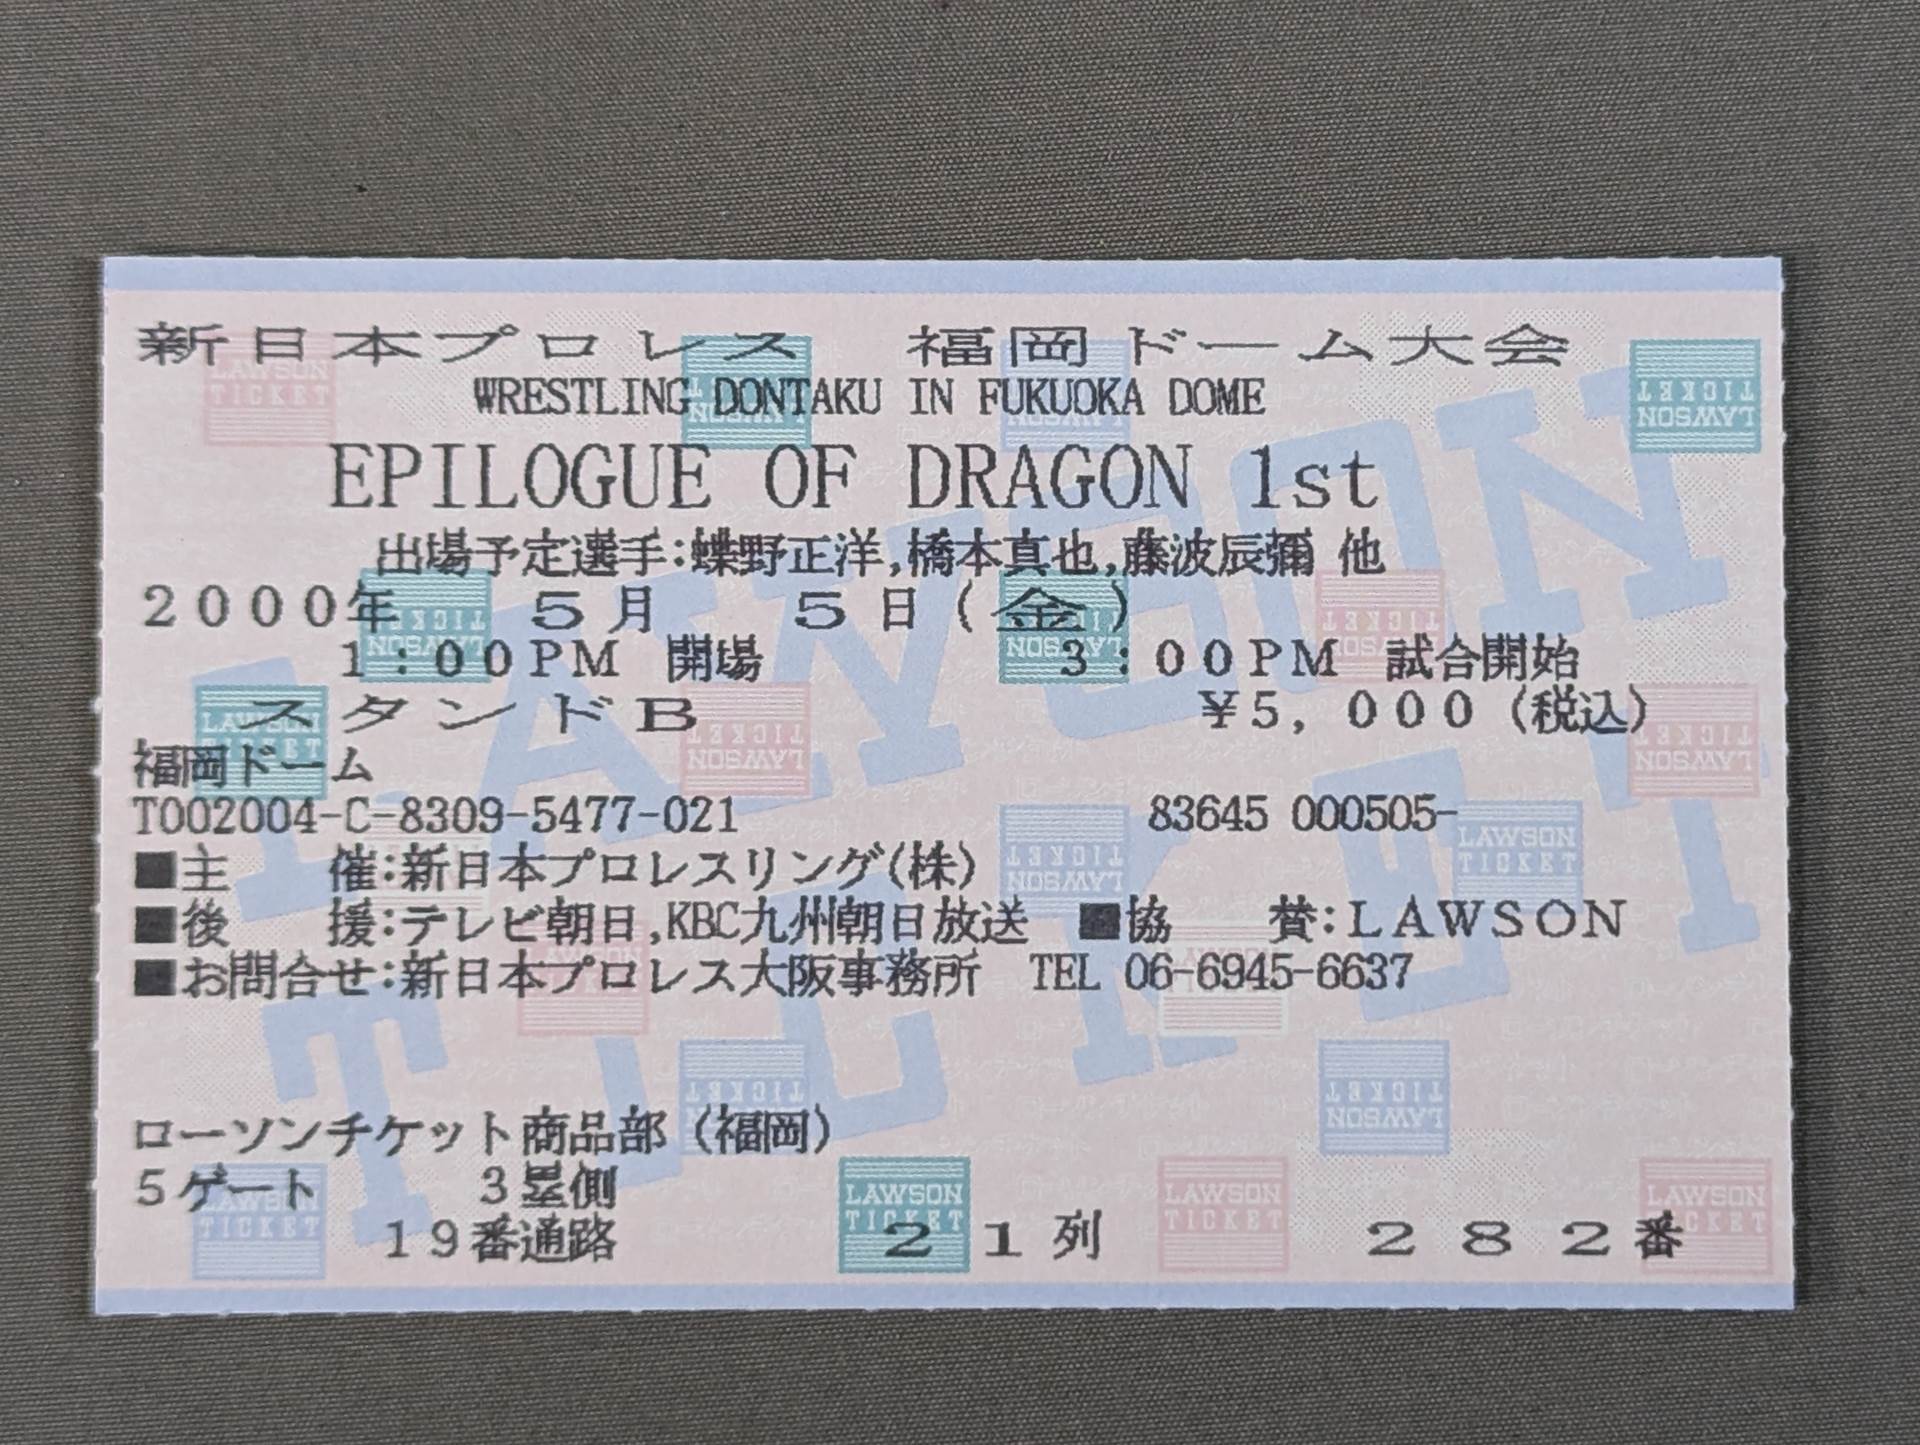 新日本プロレス 福岡ドーム大会
WRESTLING DONTAKU IN FUKUOKA DOME
EPILOGUE OF DRAGON 1st
出場予定選手:蝶野正洋,橋本真也,藤波辰彌 他
2000年 5月 5日(金)
1:00PM 開場 3:00PM 試合開始
スタンドB ¥5,000(税込)
福岡ドーム
T002004-C-8309-5477-021 83645 000505-
■主 催:新日本プロレスリング(株)
■後 援:テレビ朝日,KBC九州朝日放送 ■協 賛:LAWSON
■お問合せ:新日本プロレス大阪事務所 TEL 06-6945-6637
ローソンチケット商品部(福岡)
5ゲート 3塁側
19番通路 21列 282番
LAWSON TICKET